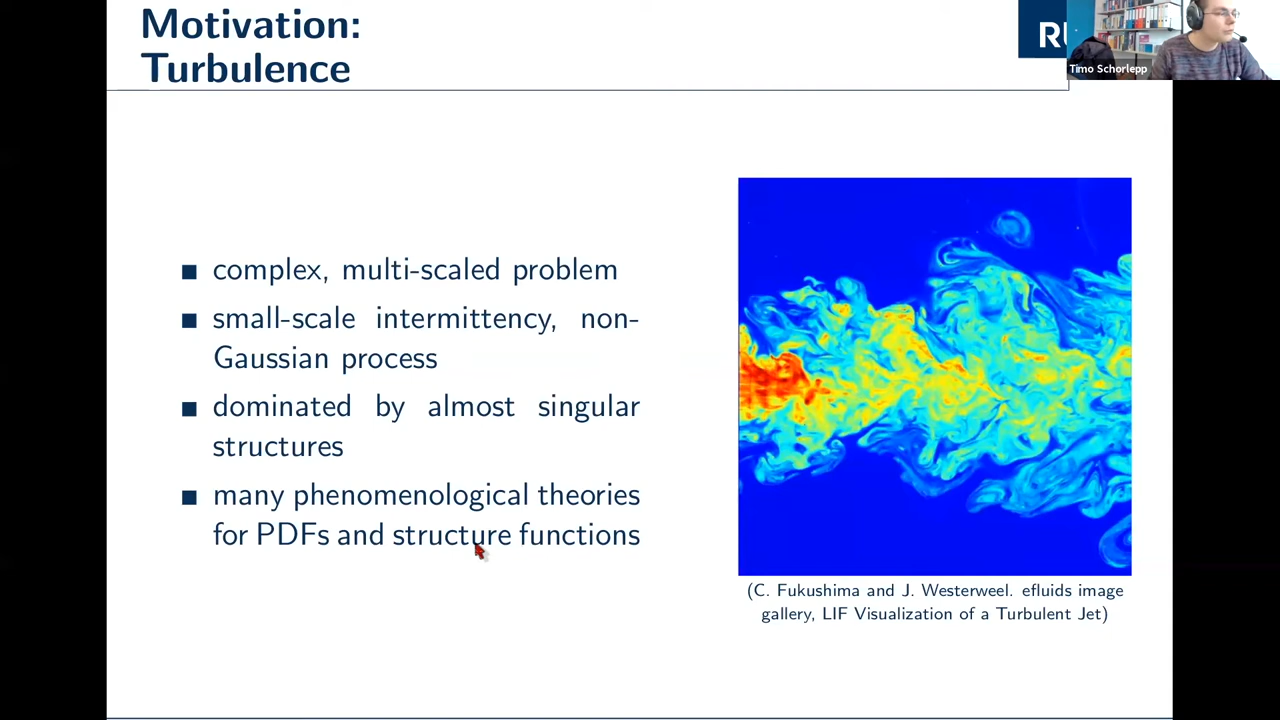 Motivation:
Turbulence
RU
Timo Schorlepp
complex, multi-scaled problem
small-scale intermittency, non-
Gaussian process
dominated by almost singular
structures
many phenomenological theories
for PDFs and structure functions
(C. Fukushima and J. Westerweel. efluids image
gallery, LIF Visualization of a Turbulent Jet)